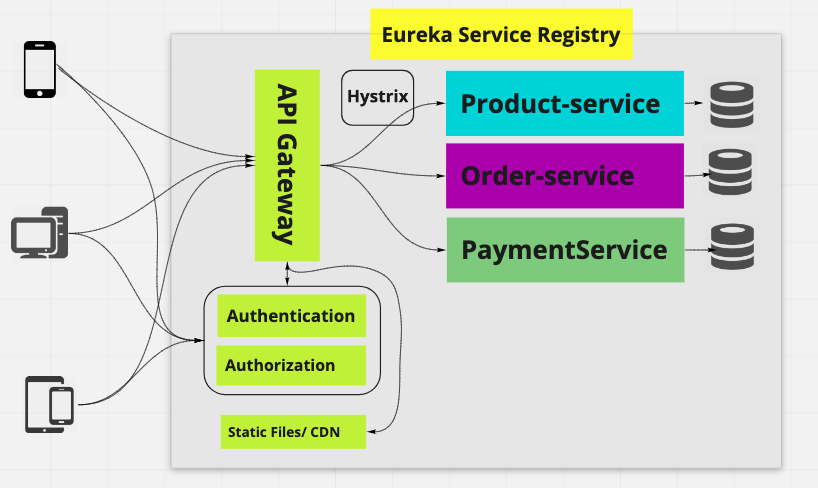 Eureka Service Registry
API Gateway
Hystrix
Product-service
Order-service
PaymentService
Authentication
Authorization
Static Files/ CDN